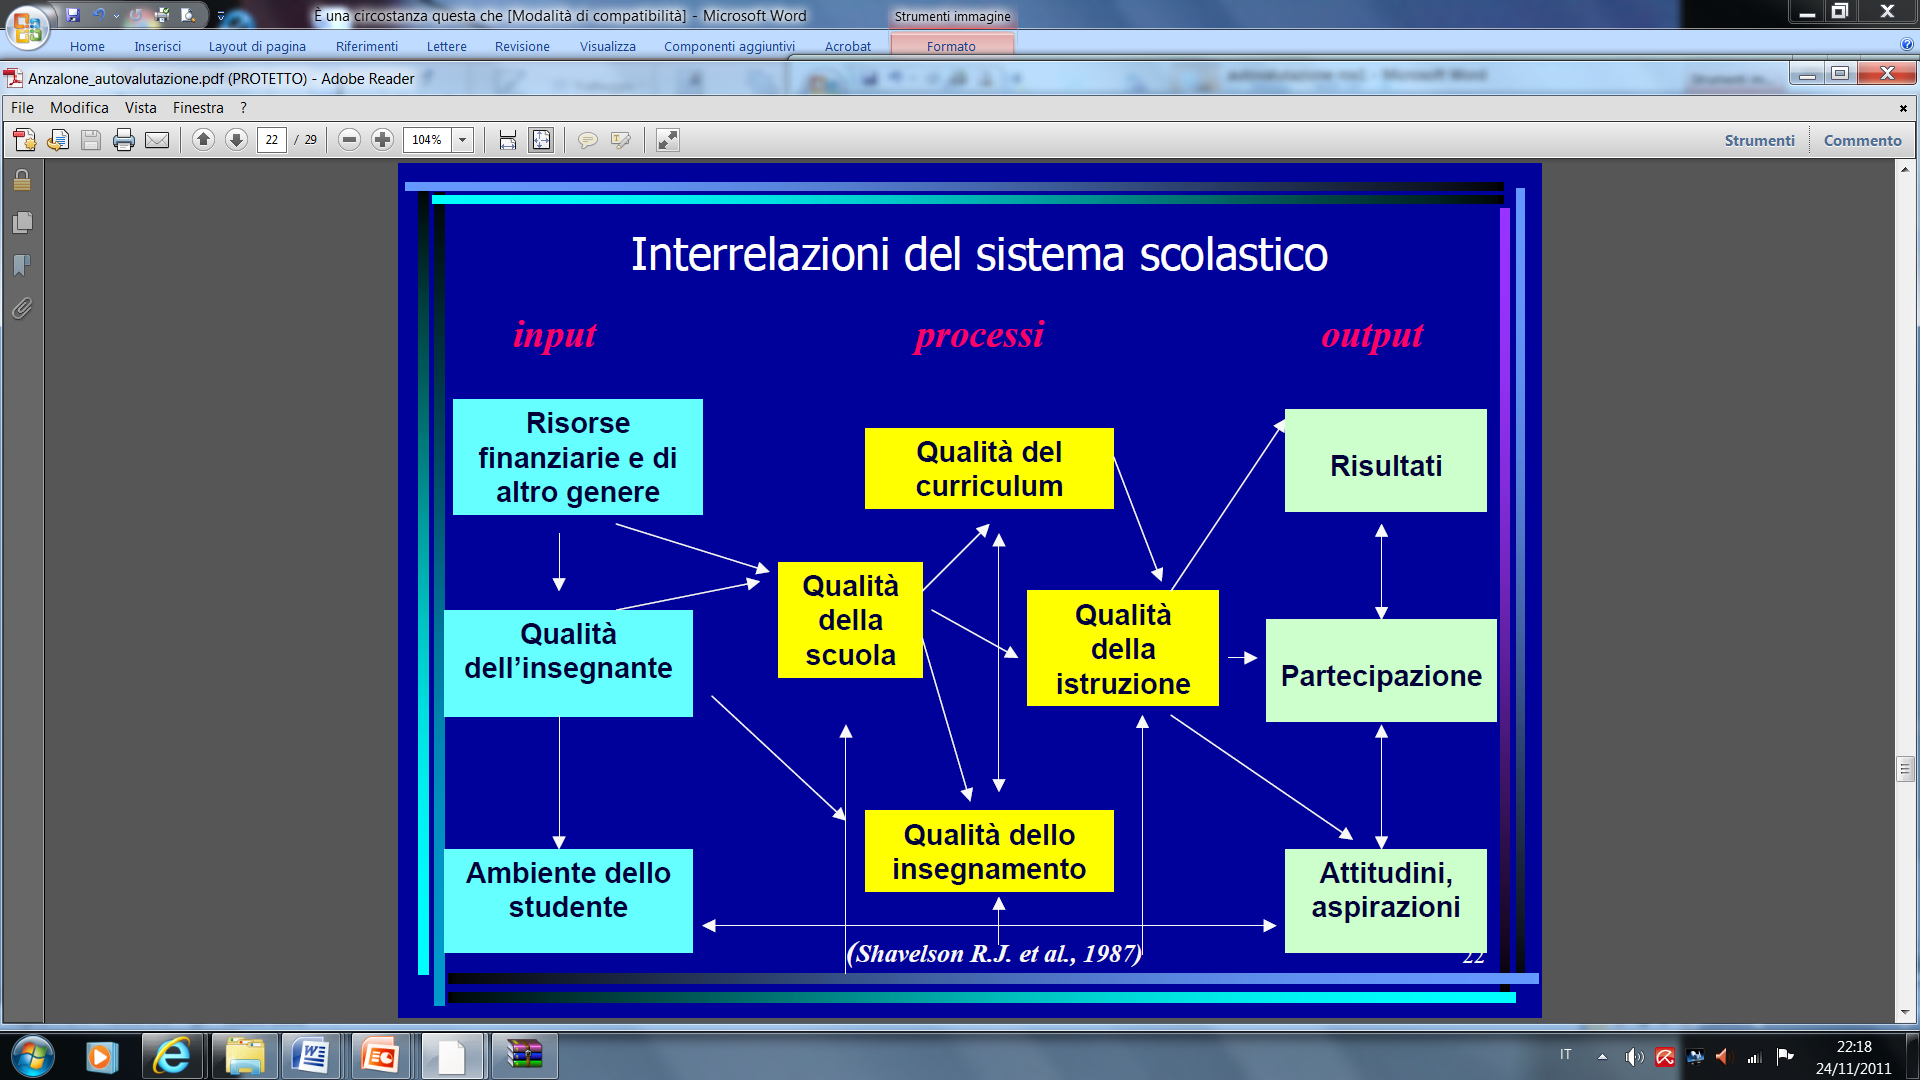 È una circostanza questa che [Modalità di compatibilità] - Microsoft Word
Strumenti immagine
Home Inserisci Layout di pagina Riferimenti Lettere Revisione Visualizza Componenti aggiuntivi Acrobat Formato
Anzalone_autovalutazione.pdf (PROTETTO) - Adobe Reader
File Modifica Vista Finestra ?
22 / 29 104% Strumenti Commento
Interrelazioni del sistema scolastico
input processi output
Risorse
finanziarie e di
altro genere
Qualità del
curriculum
Risultati
Qualità
della
scuola
Qualità
dell’insegnante
Qualità
della
istruzione
Partecipazione
Qualità dello
insegnamento
Ambiente dello
studente
Attitudini,
aspirazioni
(Shavelson R.J. et al., 1987)
22
IT
22:18
24/11/2011